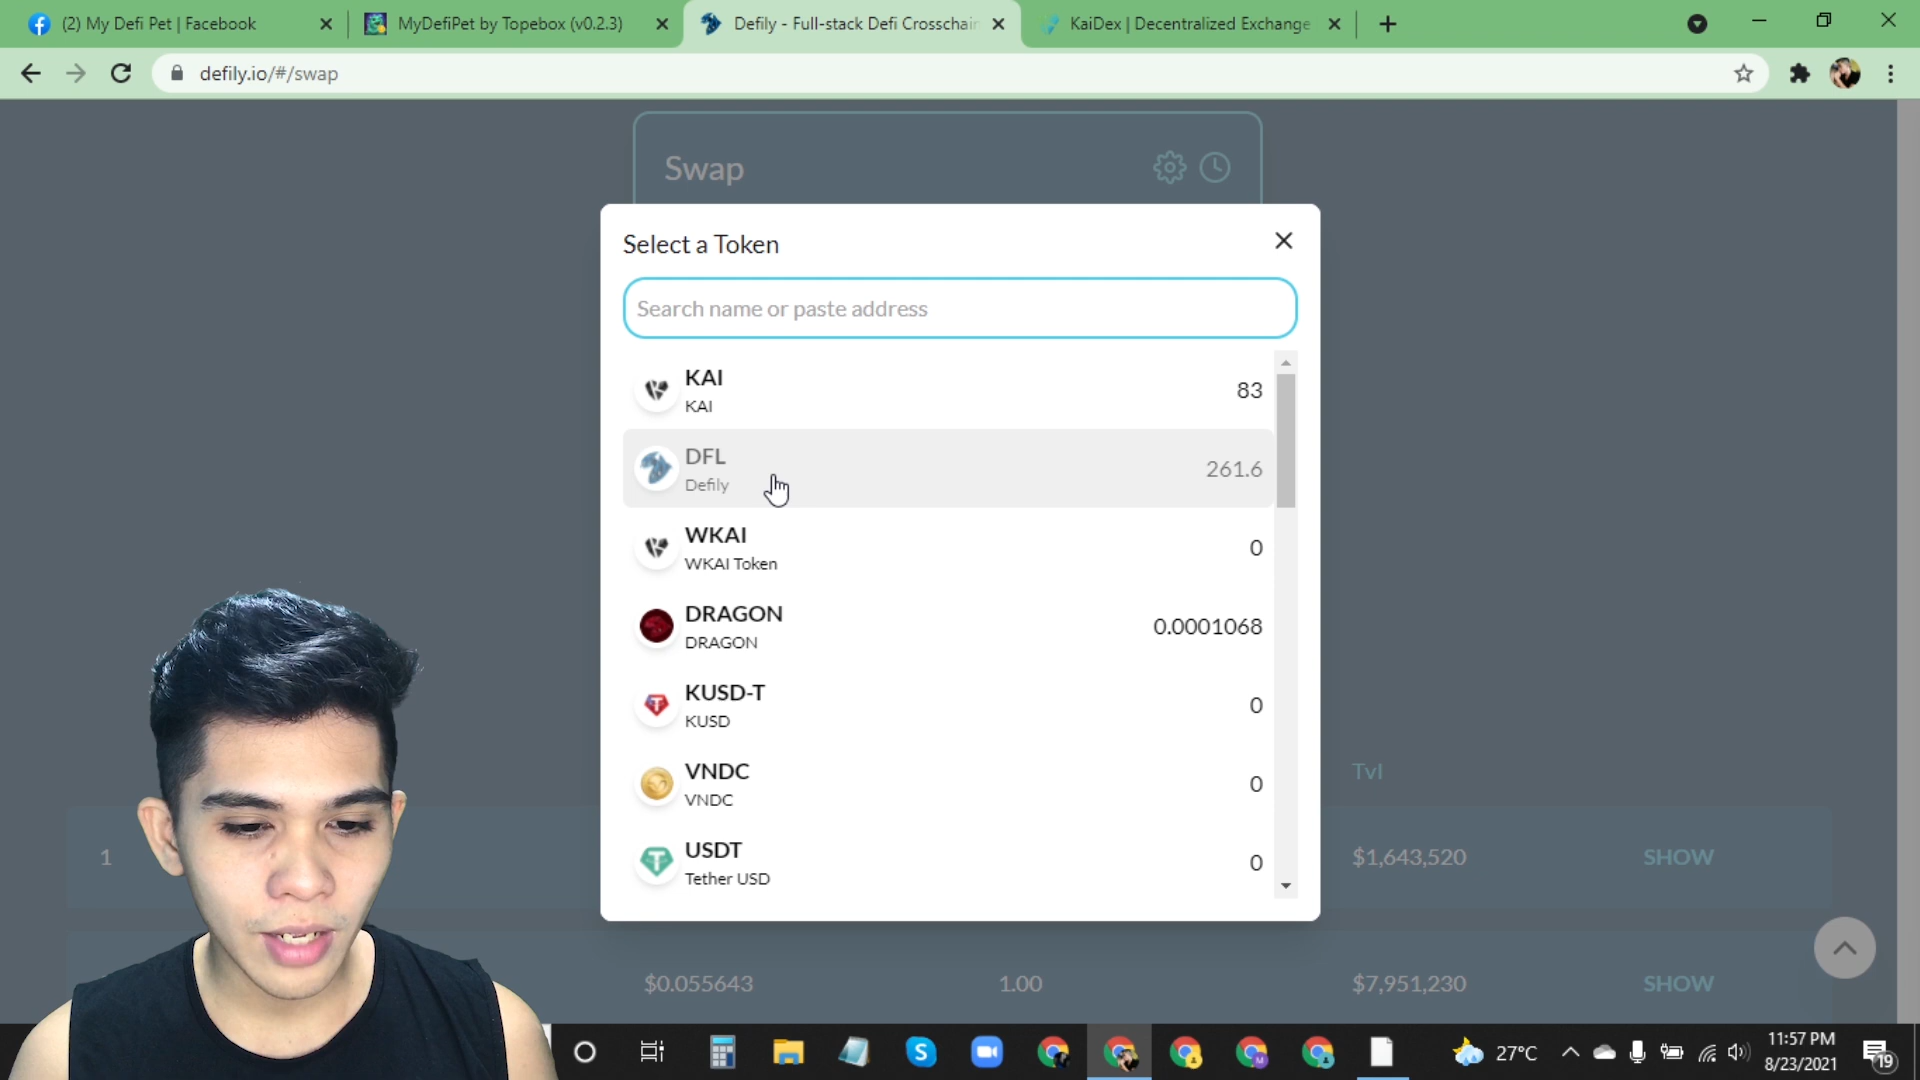 (2) My Defi Pet | Facebook
MyDefiPet by Topebox (v0.2.3)
Defily - Full-stack Defi Crosschain
KaiDex | Decentralized Exchange
defily.io/#/swap
Swap
Select a Token
Search name or paste address
KAI
KAI
83
DFL
Defily
261.6
WKAI
WKAI Token
0
DRAGON
DRAGON
0.0001068
KUSD-T
KUSD
0
VNDC
VNDC
0
USDT
Tether USD
0
Tvl
1
$1,643,520
SHOW
$0.055643
1.00
$7,951,230
SHOW
27°C
11:57 PM
8/23/2021
19